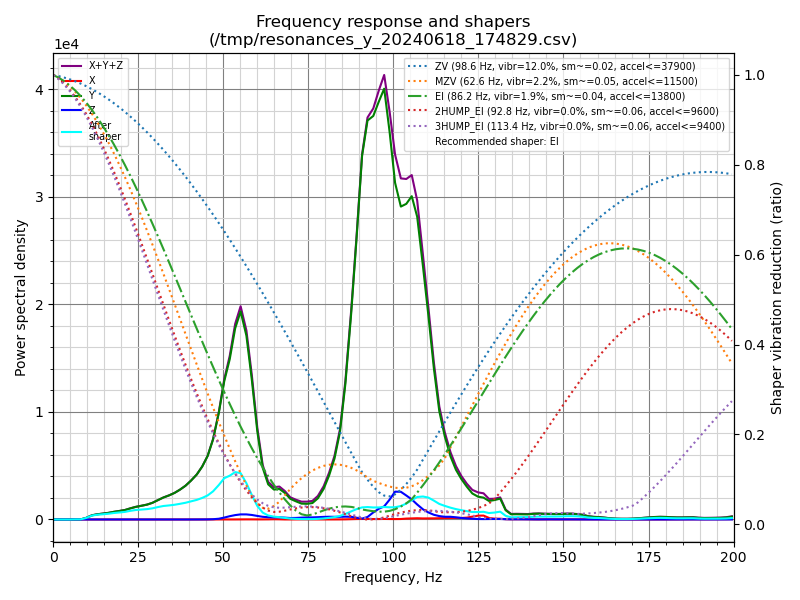 Frequency response and shapers
(/tmp/resonances_y_20240618_174829.csv)
1e4
X+Y+Z
X
Y
Z
After
shaper
ZV (98.6 Hz, vibr=12.0%, sm~=0.02, accel<=37900)
MZV (62.6 Hz, vibr=2.2%, sm~=0.05, accel<=11500)
EI (86.2 Hz, vibr=1.9%, sm~=0.04, accel<=13800)
2HUMP_EI (92.8 Hz, vibr=0.0%, sm~=0.06, accel<=9600)
3HUMP_EI (113.4 Hz, vibr=0.0%, sm~=0.06, accel<=9400)
Recommended shaper: EI
Power spectral density
4
3
2
1
0
1.0
0.8
0.6
0.4
0.2
0.0
Shaper vibration reduction (ratio)
0 25 50 75 100 125 150 175 200
Frequency, Hz